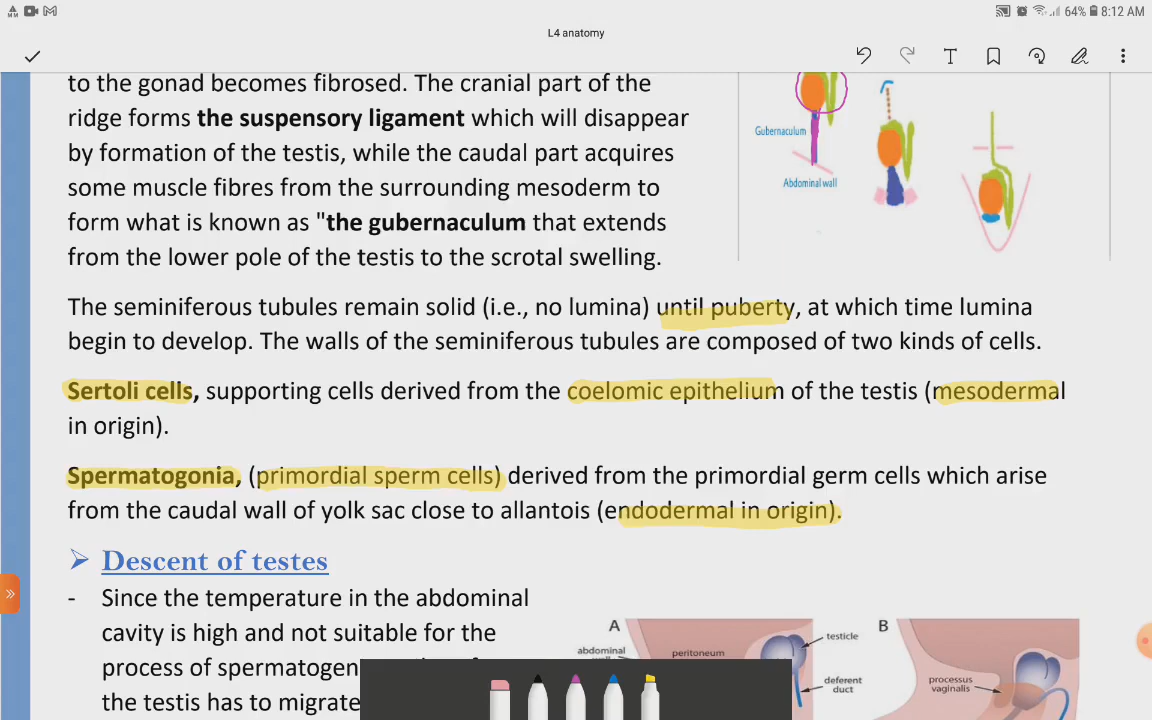 64% 8:12 AM
L4 anatomy
to the gonad becomes fibrosed. The cranial part of the
ridge forms the suspensory ligament which will disappear
by formation of the testis, while the caudal part acquires
some muscle fibres from the surrounding mesoderm to
form what is known as "the gubernaculum that extends
from the lower pole of the testis to the scrotal swelling.
Gubernaculum
Abdominal wall
The seminiferous tubules remain solid (i.e., no lumina) until puberty, at which time lumina
begin to develop. The walls of the seminiferous tubules are composed of two kinds of cells.
Sertoli cells, supporting cells derived from the coelomic epithelium of the testis (mesodermal
in origin).
Spermatogonia, (primordial sperm cells) derived from the primordial germ cells which arise
from the caudal wall of yolk sac close to allantois (endodermal in origin).
Descent of testes
- Since the temperature in the abdominal
cavity is high and not suitable for the
process of spermatogen
the testis has to migrate
A
abdominal
peritoneum
testicle
deferent
duct
B
processus
vaginalis